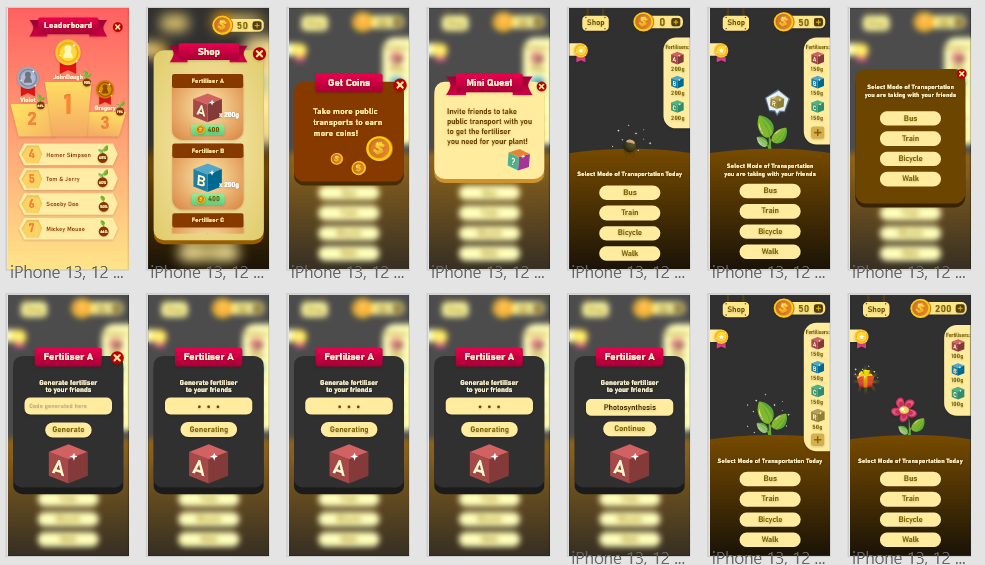 Leaderboard
JohnDough
Violet
Gregory
1
2
3
4 Homer Simpson
5 Tom & Jerry
6 Scooby Doo
7 Mickey Mouse
iPhone 13, 12 ...
50
Shop
Fertiliser A
A
x 200g
400
Fertiliser B
B
x 200g
400
Fertiliser C
iPhone 13, 12 ...
Get Coins
Take more public
transports to earn
more coins!
iPhone 13, 12 ...
Mini Quest
Invite friends to take
public transport with you
to get the fertiliser
you need for your plant!
?
iPhone 13, 12 ...
Shop
0
Fertilisers:
A
200g
B
200g
C
200g
Select Mode of Transportation Today
Bus
Train
Bicycle
Walk
iPhone 13, 12 ...
Shop
50
Fertilisers:
A
150g
B
150g
C
150g
Select Mode of Transportation
you are taking with your friends
Bus
Train
Bicycle
Walk
iPhone 13, 12 ...
Select Mode of Transportation
you are taking with your friends
Bus
Train
Bicycle
Walk
iPhone 13, 12 ...
Fertiliser A
Generate fertiliser
to your friends
Code generated here
Generate
A
Fertiliser A
Generate fertiliser
to your friends
• • •
Generating
A
Fertiliser A
Generate fertiliser
to your friends
• • •
Generating
A
Fertiliser A
Generate fertiliser
to your friends
• • •
Generating
A
Fertiliser A
Generate fertiliser
to your friends
Photosynthesis
Continue
A
iPhone 13, 12 ...
Shop
50
Fertilisers:
A
150g
B
150g
C
150g
50g
Select Mode of Transportation Today
Bus
Train
Bicycle
Walk
iPhone 13, 12 ...
Shop
200
Fertilisers:
A
100g
B
100g
C
100g
Select Mode of Transportation Today
Bus
Train
Bicycle
Walk
iPhone 13, 12 ...